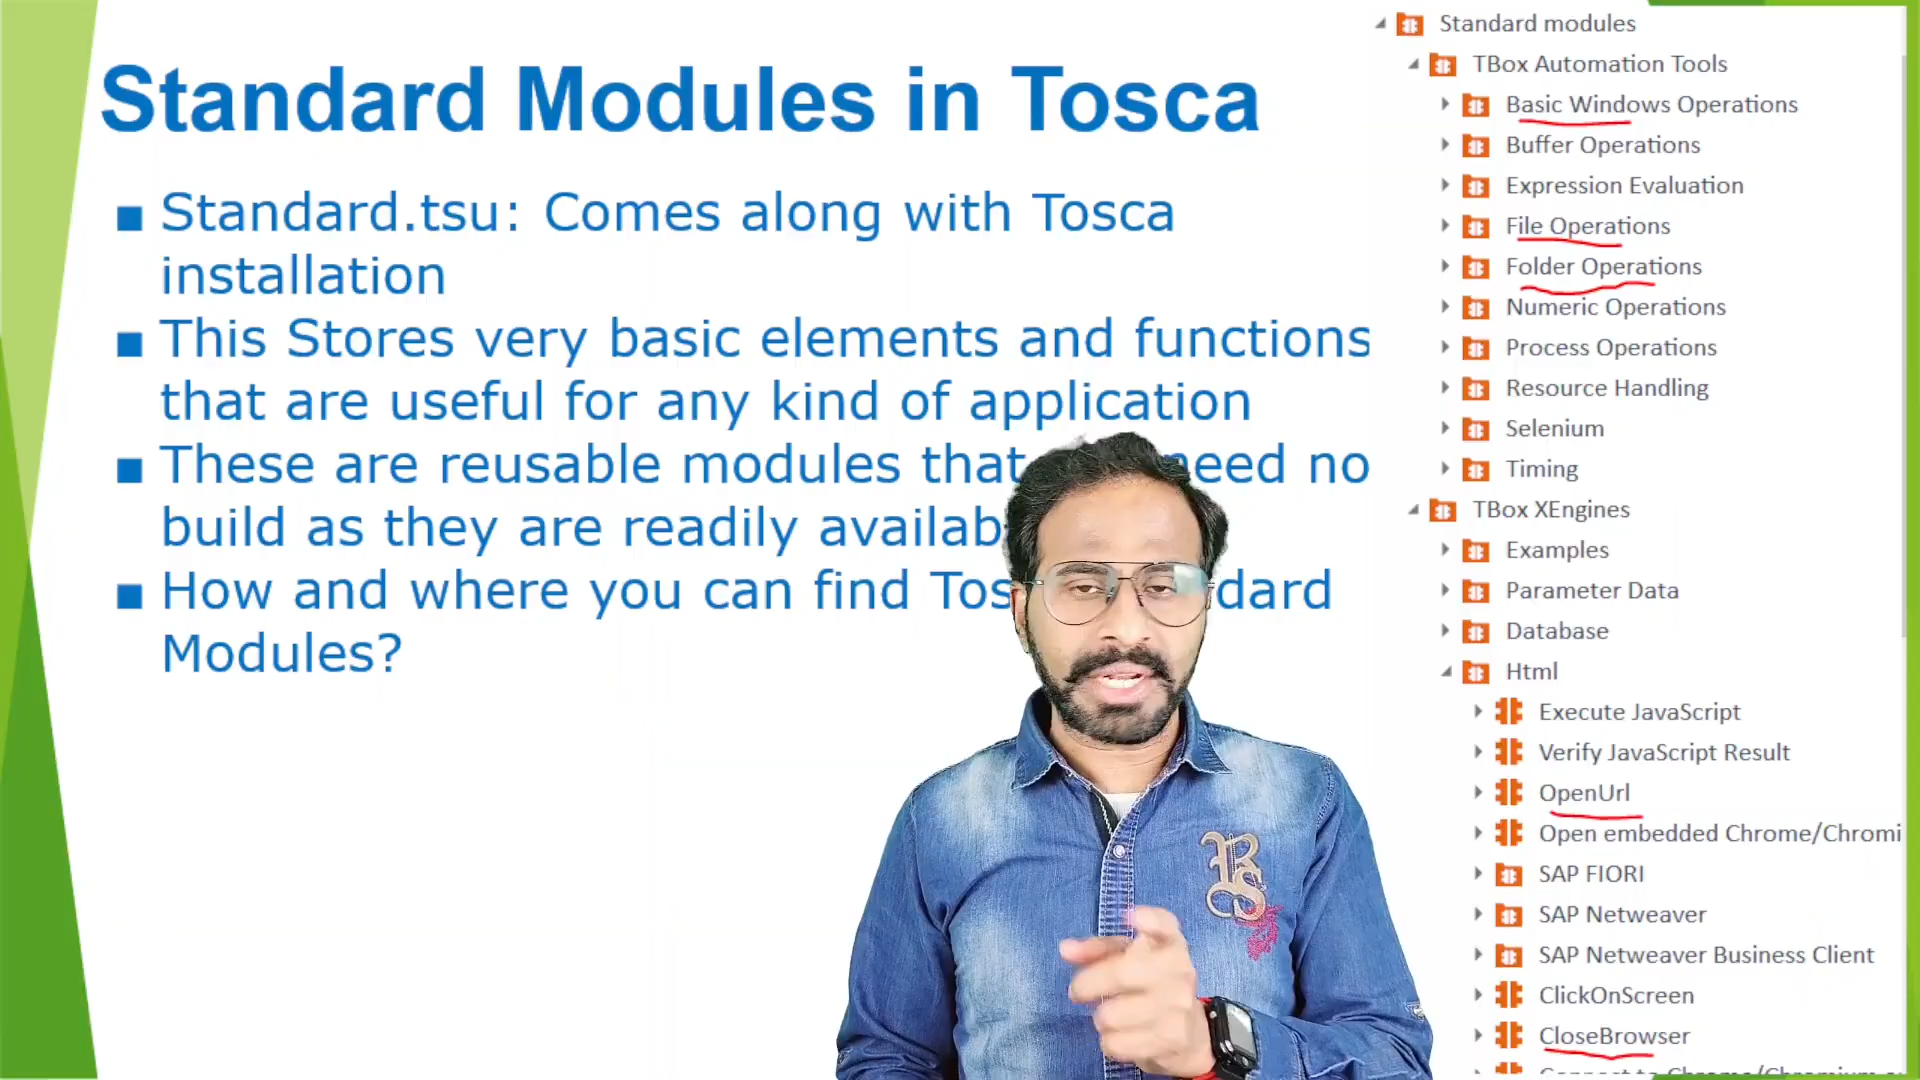 Standard Modules in Tosca
Standard.tsu: Comes along with Tosca
installation
This Stores very basic elements and functions
that are useful for any kind of application
These are reusable modules that need no
build as they are readily
How and where you can find
Modules?
Standard modules
TBox Automation Tools
Basic Windows Operations
Buffer Operations
Expression Evaluation
File Operations
Folder Operations
Numeric Operations
Process Operations
Resource Handling
Selenium
Timing
TBox XEngines
Examples
Parameter Data
Database
Html
Execute JavaScript
Verify JavaScript Result
OpenUrl
Open embedded Chrome/Chromi
SAP FIORI
SAP Netweaver
SAP Netweaver Business Client
ClickOnScreen
CloseBrowser